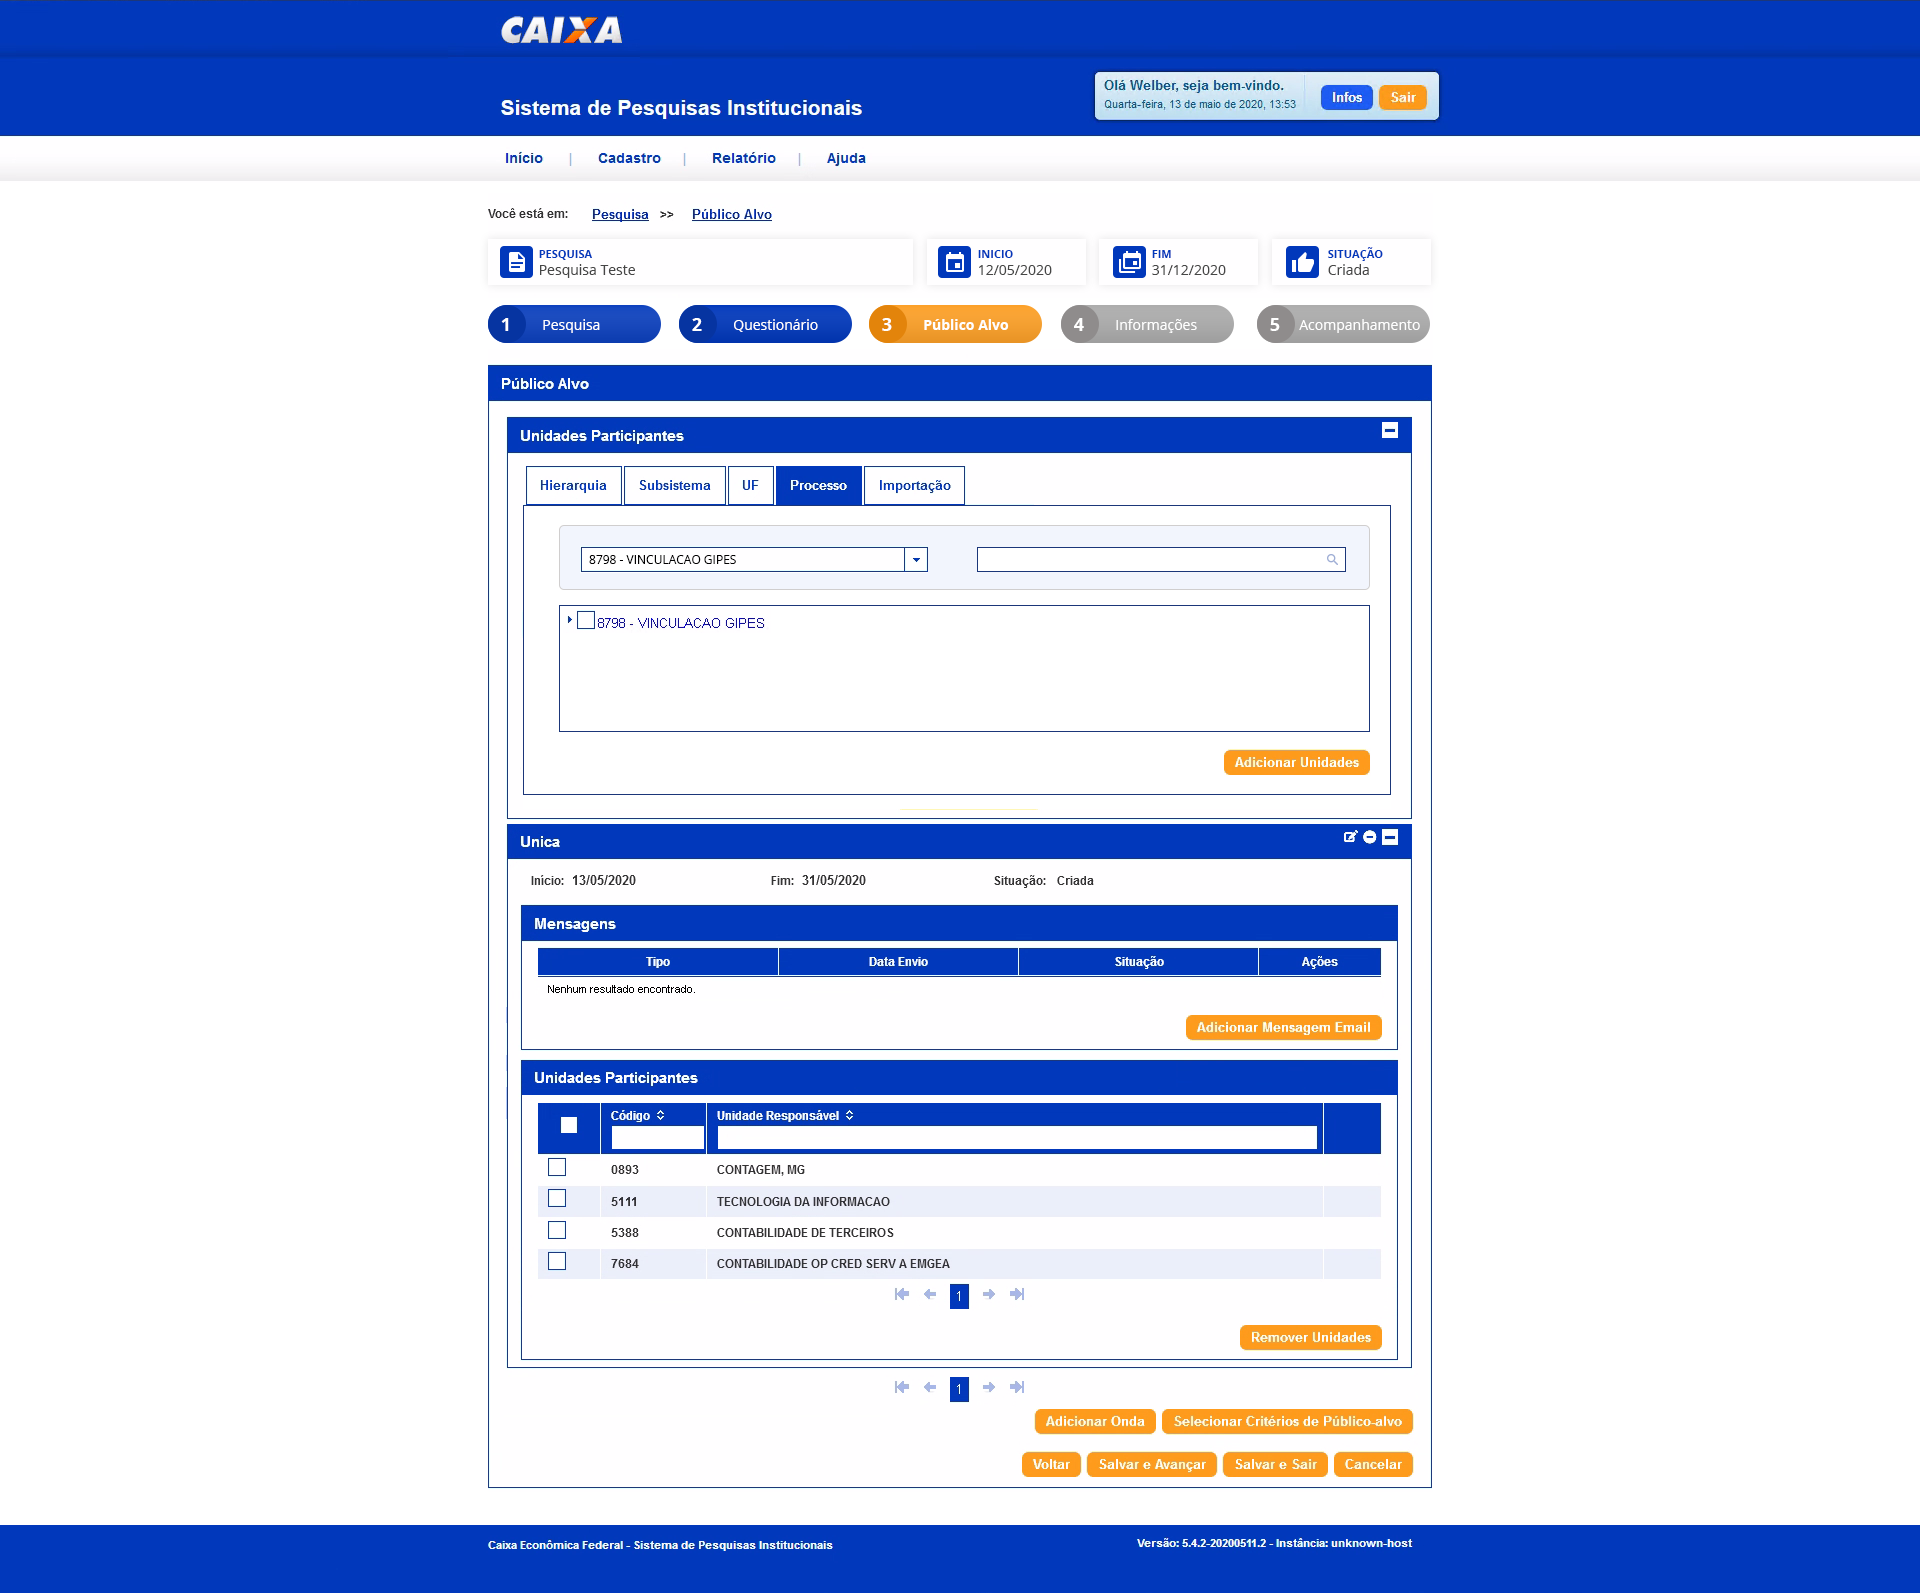 CAIXA
Sistema de Pesquisas Institucionais
Olá Welber, seja bem-vindo.
Quarta-feira, 13 de maio de 2020, 13:53
Infos Sair
Início | Cadastro | Relatório | Ajuda
Você está em: Pesquisa >> Público Alvo
PESQUISA
Pesquisa Teste
INICIO
12/05/2020
FIM
31/12/2020
SITUAÇÃO
Criada
1 Pesquisa
2 Questionário
3 Público Alvo
4 Informações
5 Acompanhamento
Público Alvo
Unidades Participantes
Hierarquia Subsistema UF Processo Importação
8798 - VINCULACAO GIPES
8798 - VINCULACAO GIPES
Adicionar Unidades
Unica
Início: 13/05/2020 Fim: 31/05/2020 Situação: Criada
Mensagens
Tipo Data Envio Situação Ações
Nenhum resultado encontrado.
Adicionar Mensagem Email
Unidades Participantes
Código Unidade Responsável
0893 CONTAGEM, MG
5111 TECNOLOGIA DA INFORMACAO
5388 CONTABILIDADE DE TERCEIROS
7684 CONTABILIDADE OP CRED SERV A EMGEA
1
Remover Unidades
1
Adicionar Onda Selecionar Critérios de Público-alvo
Voltar Salvar e Avançar Salvar e Sair Cancelar
Caixa Econômica Federal - Sistema de Pesquisas Institucionais
Versão: 5.4.2-20200511.2 - Instância: unknown-host